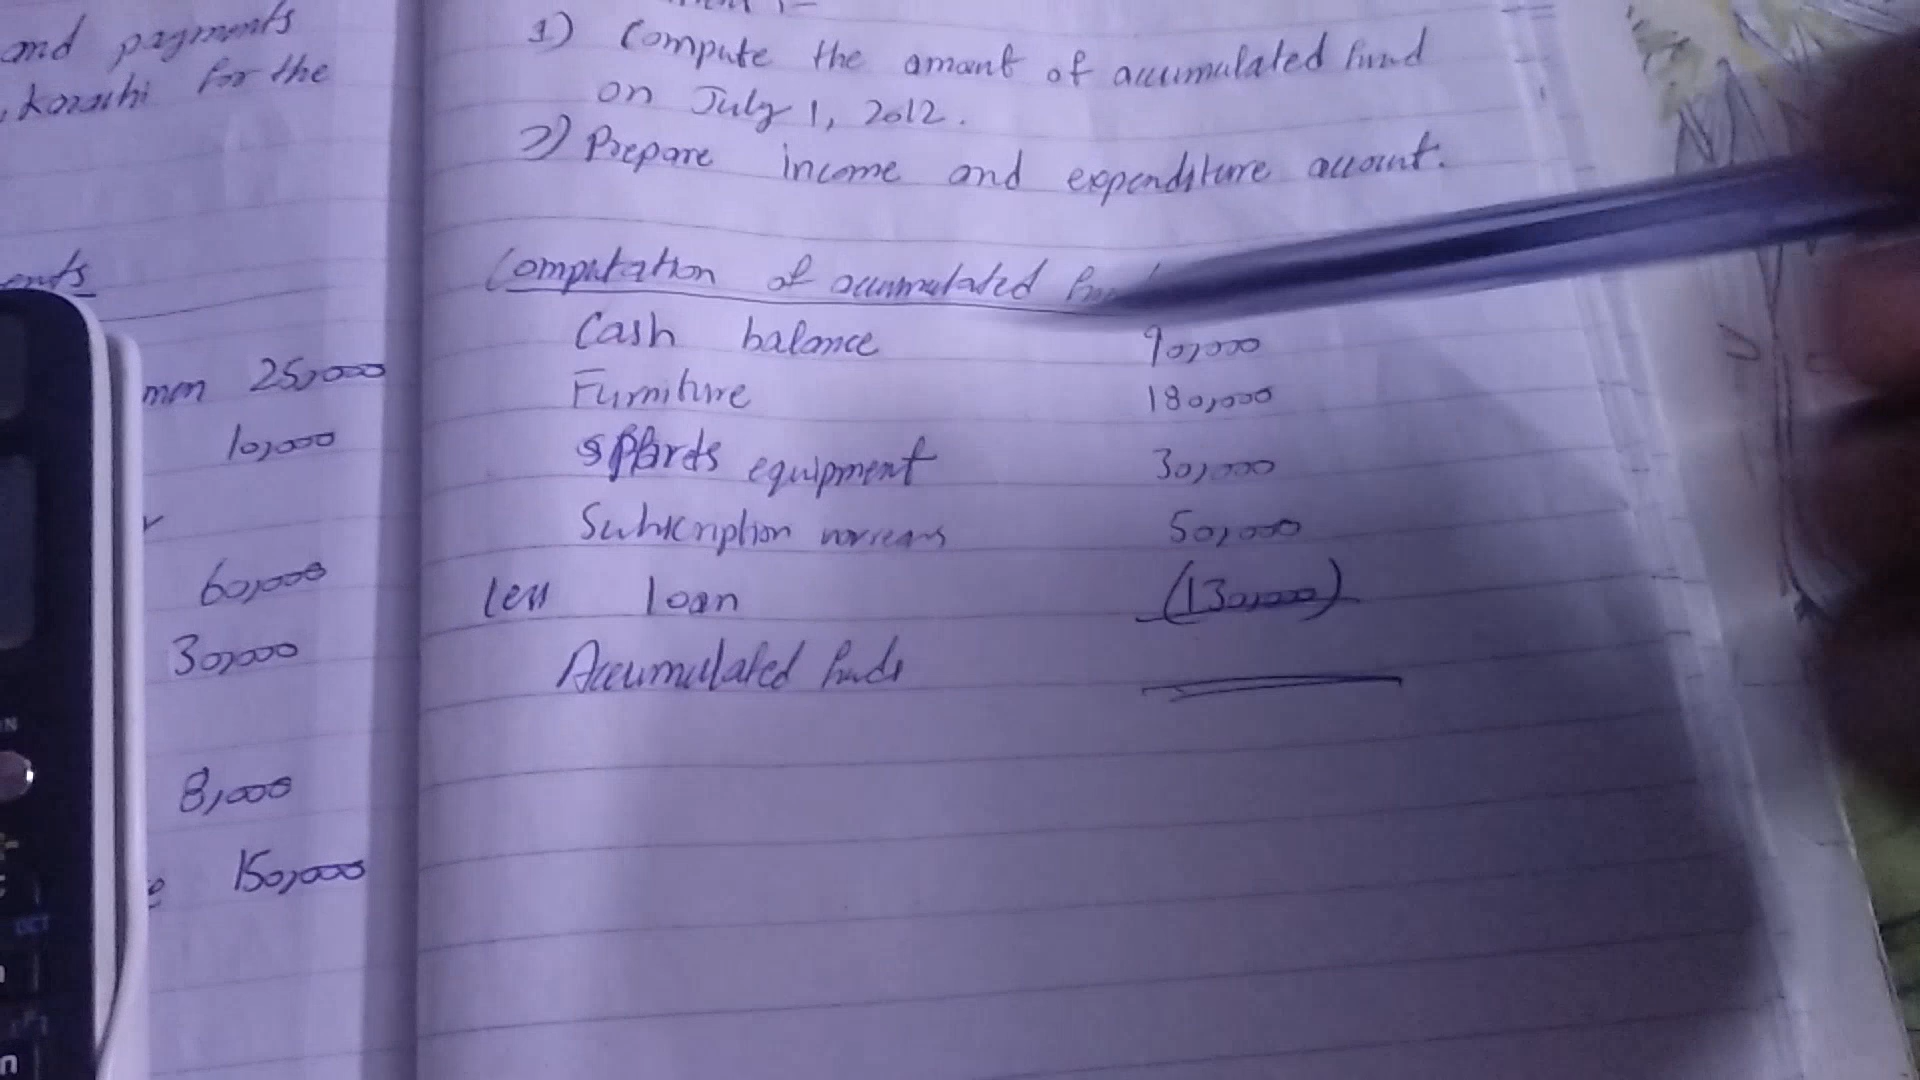 and payments
, Karachi for the
ents
mm 25,000
10,000
60,000
30,000
8,000
150,000
1) Compute the amount of accumulated fund
on July 1, 2012.
2) Prepare income and expenditure account.
Computation of accumulated
Cash balance 90,000
Furniture 180,000
Sports equipment 30,000
Subscription arrears 50,000
Less loan (130,000)
Accumulated funds